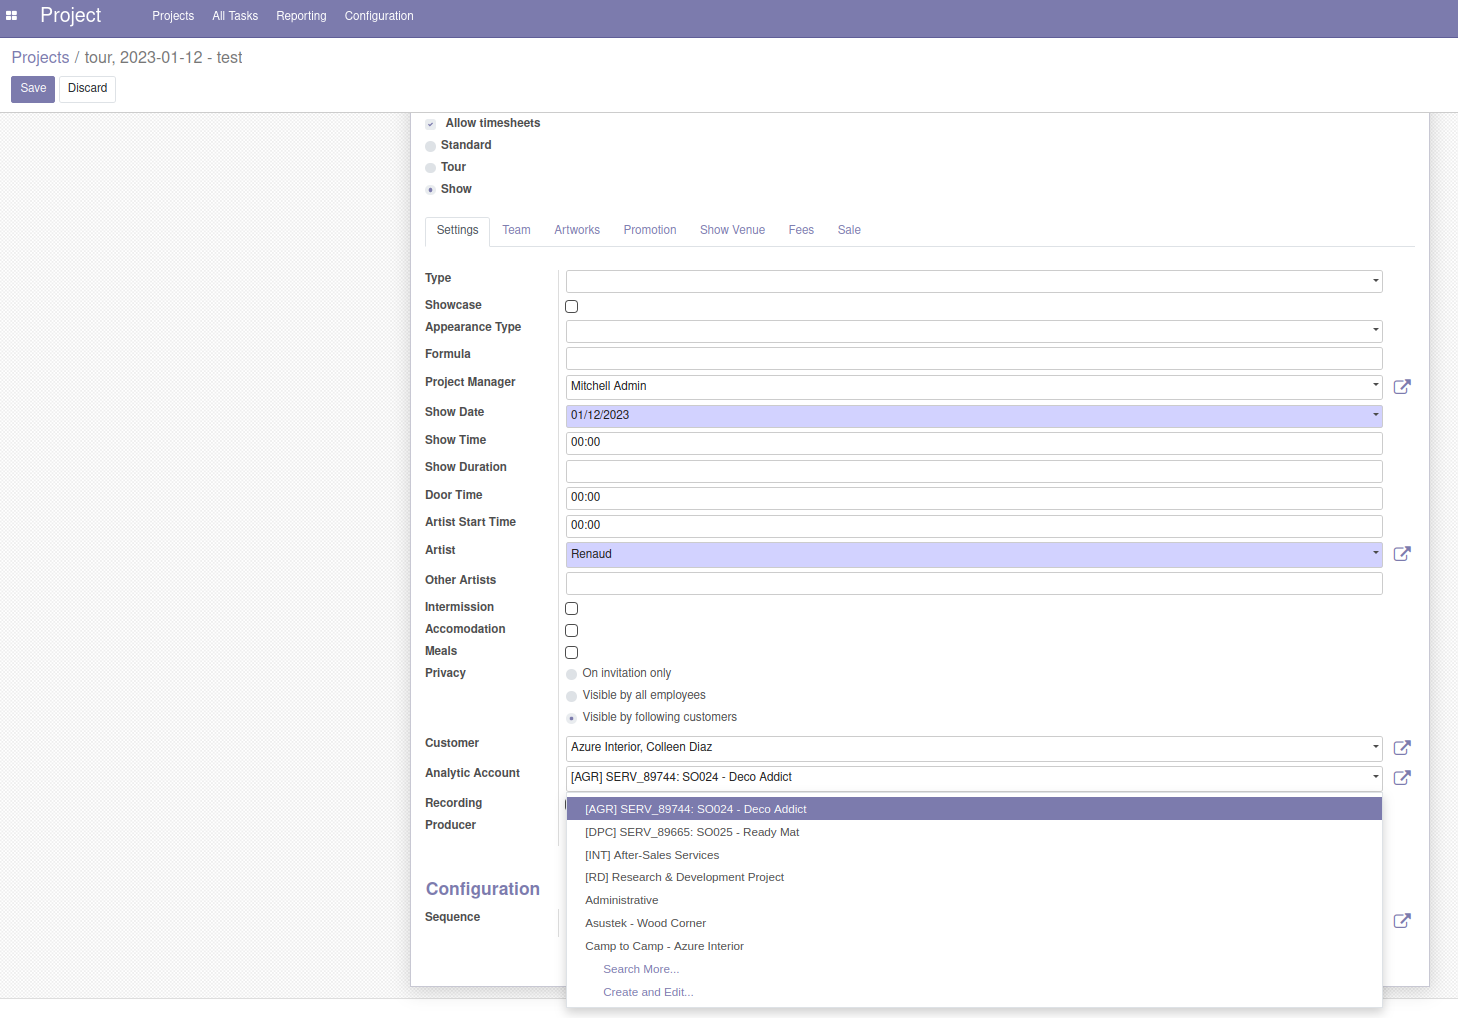 Project Projects All Tasks Reporting Configuration
Projects / tour, 2023-01-12 - test
Save Discard
Allow timesheets
Standard
Tour
Show
Settings Team Artworks Promotion Show Venue Fees Sale
Type
Showcase
Appearance Type
Formula
Project Manager Mitchell Admin
Show Date 01/12/2023
Show Time 00:00
Show Duration
Door Time 00:00
Artist Start Time 00:00
Artist Renaud
Other Artists
Intermission
Accomodation
Meals
Privacy On invitation only
Visible by all employees
Visible by following customers
Customer Azure Interior, Colleen Diaz
Analytic Account [AGR] SERV_89744: SO024 - Deco Addict
Recording
[AGR] SERV_89744: SO024 - Deco Addict
Producer
[DPC] SERV_89665: SO025 - Ready Mat
[INT] After-Sales Services
[RD] Research & Development Project
Configuration
Administrative
Sequence
Asustek - Wood Corner
Camp to Camp - Azure Interior
Search More...
Create and Edit...